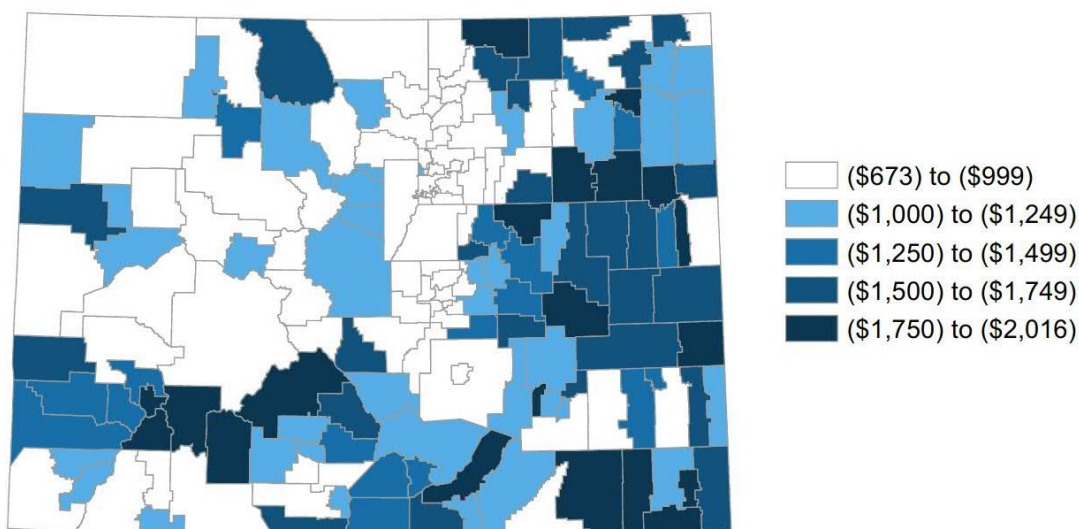 ($673) to ($999)
($1,000) to ($1,249)
($1,250) to ($1,499)
($1,500) to ($1,749)
($1,750) to ($2,016)